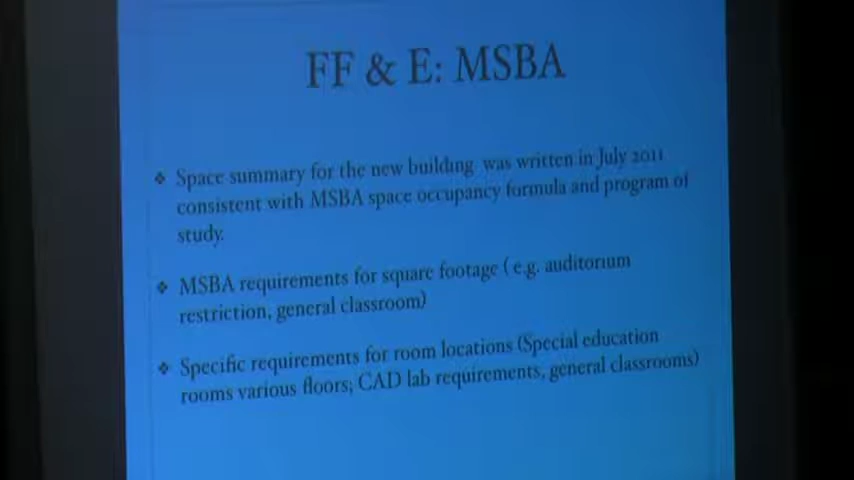 FF & E: MSBA
❖ Space summary for the new building was written in July 2011
consistent with MSBA space occupancy formula and program of
study.
❖ MSBA requirements for square footage ( e.g. auditorium
restriction, general classroom)
❖ Specific requirements for room locations (Special education
rooms various floors; CAD lab requirements, general classrooms)